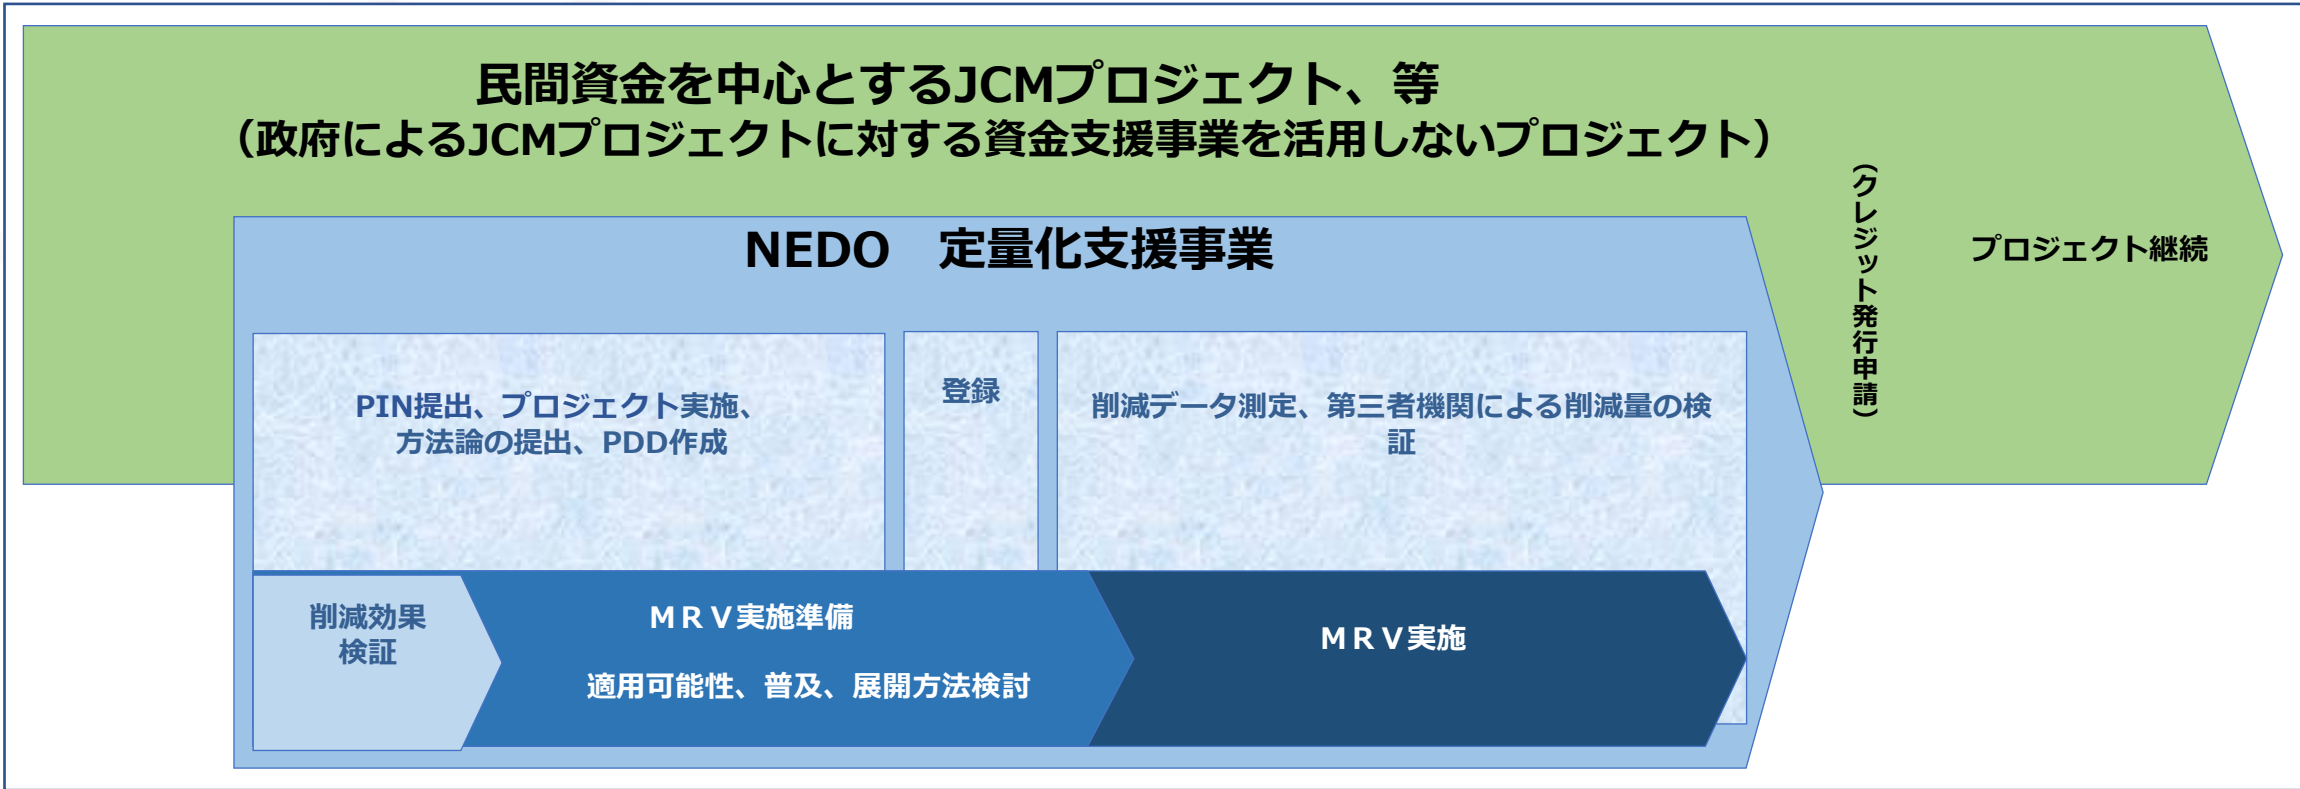 民間資金を中心とするJCMプロジェクト、等
（政府によるJCMプロジェクトに対する資金支援事業を活用しないプロジェクト）
NEDO　定量化支援事業
PIN提出、プロジェクト実施、
方法論の提出、PDD作成
登録
削減データ測定、第三者機関による削減量の検
証
削減効果
検証
ＭＲＶ実施準備
適用可能性、普及、展開方法検討
ＭＲＶ実施
（クレジット発行申請）
プロジェクト継続